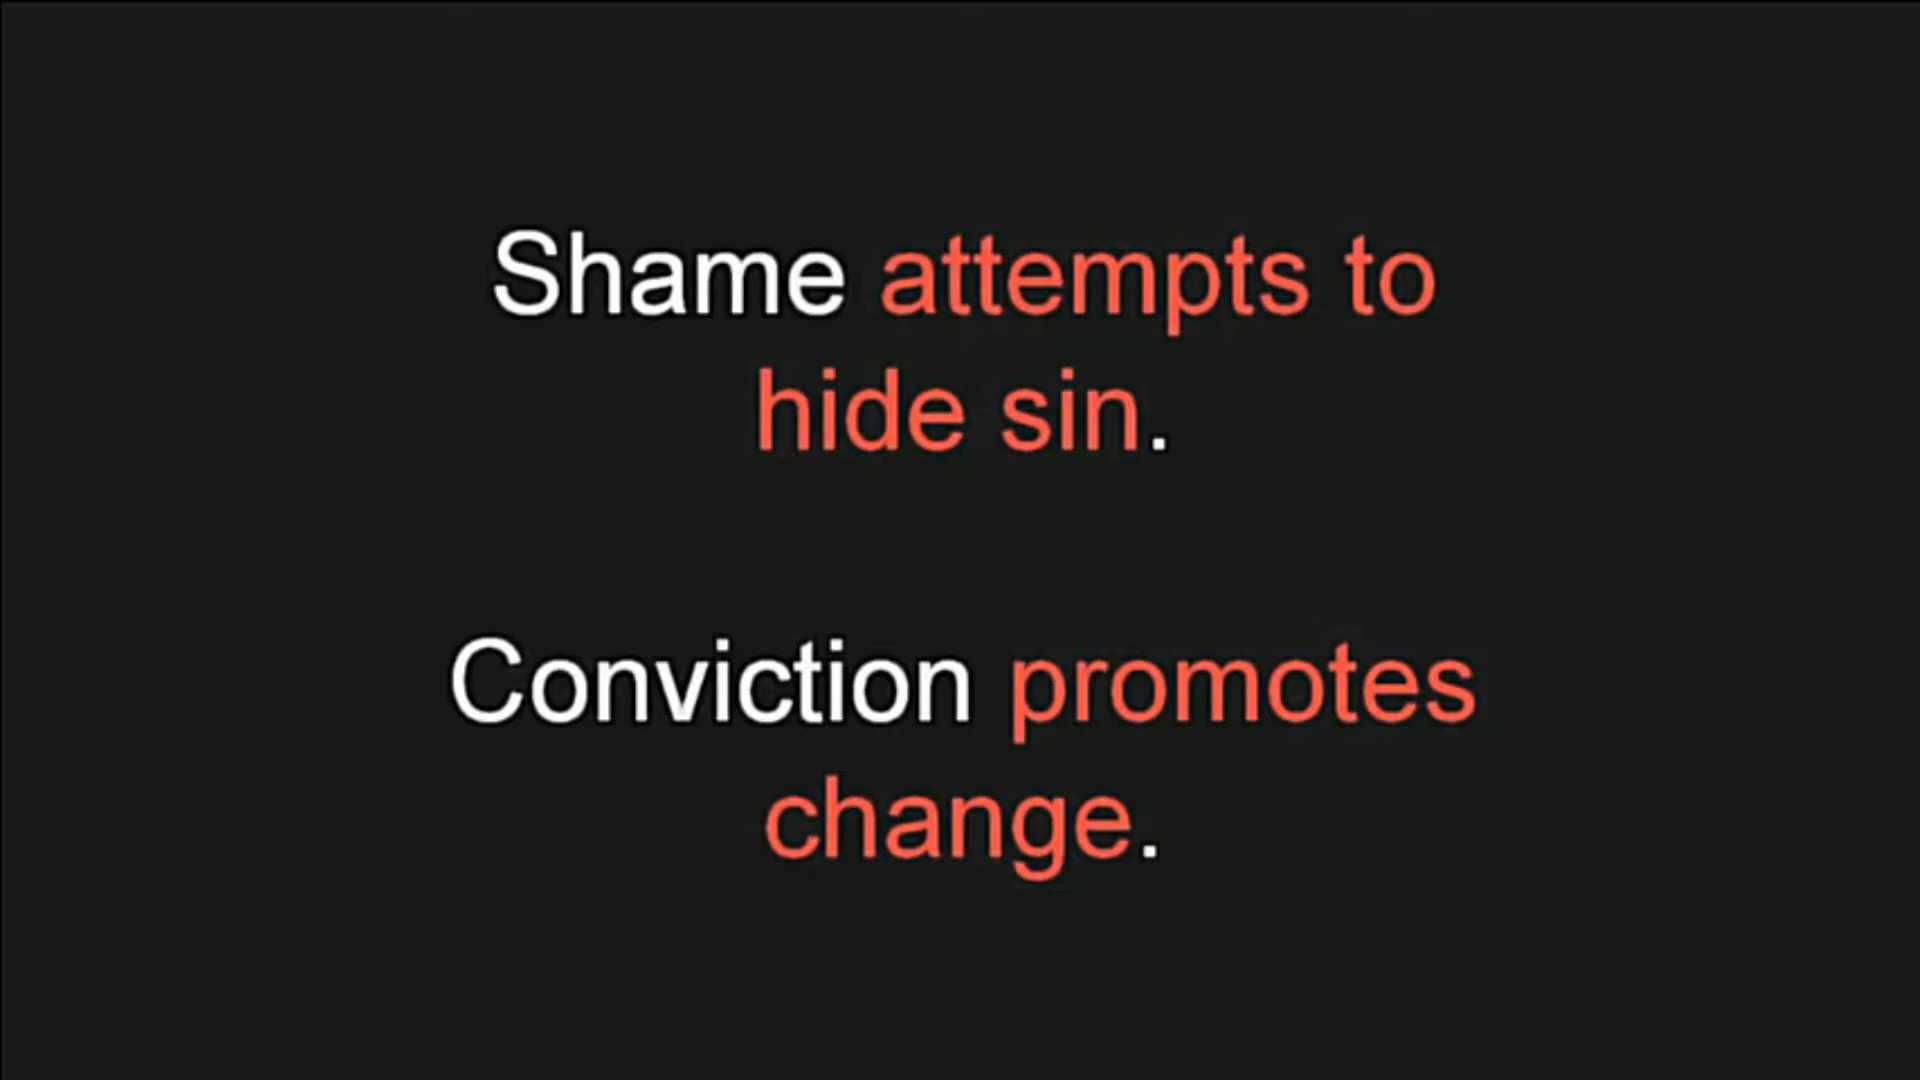 Shame attempts to
hide sin.
Conviction promotes
change.